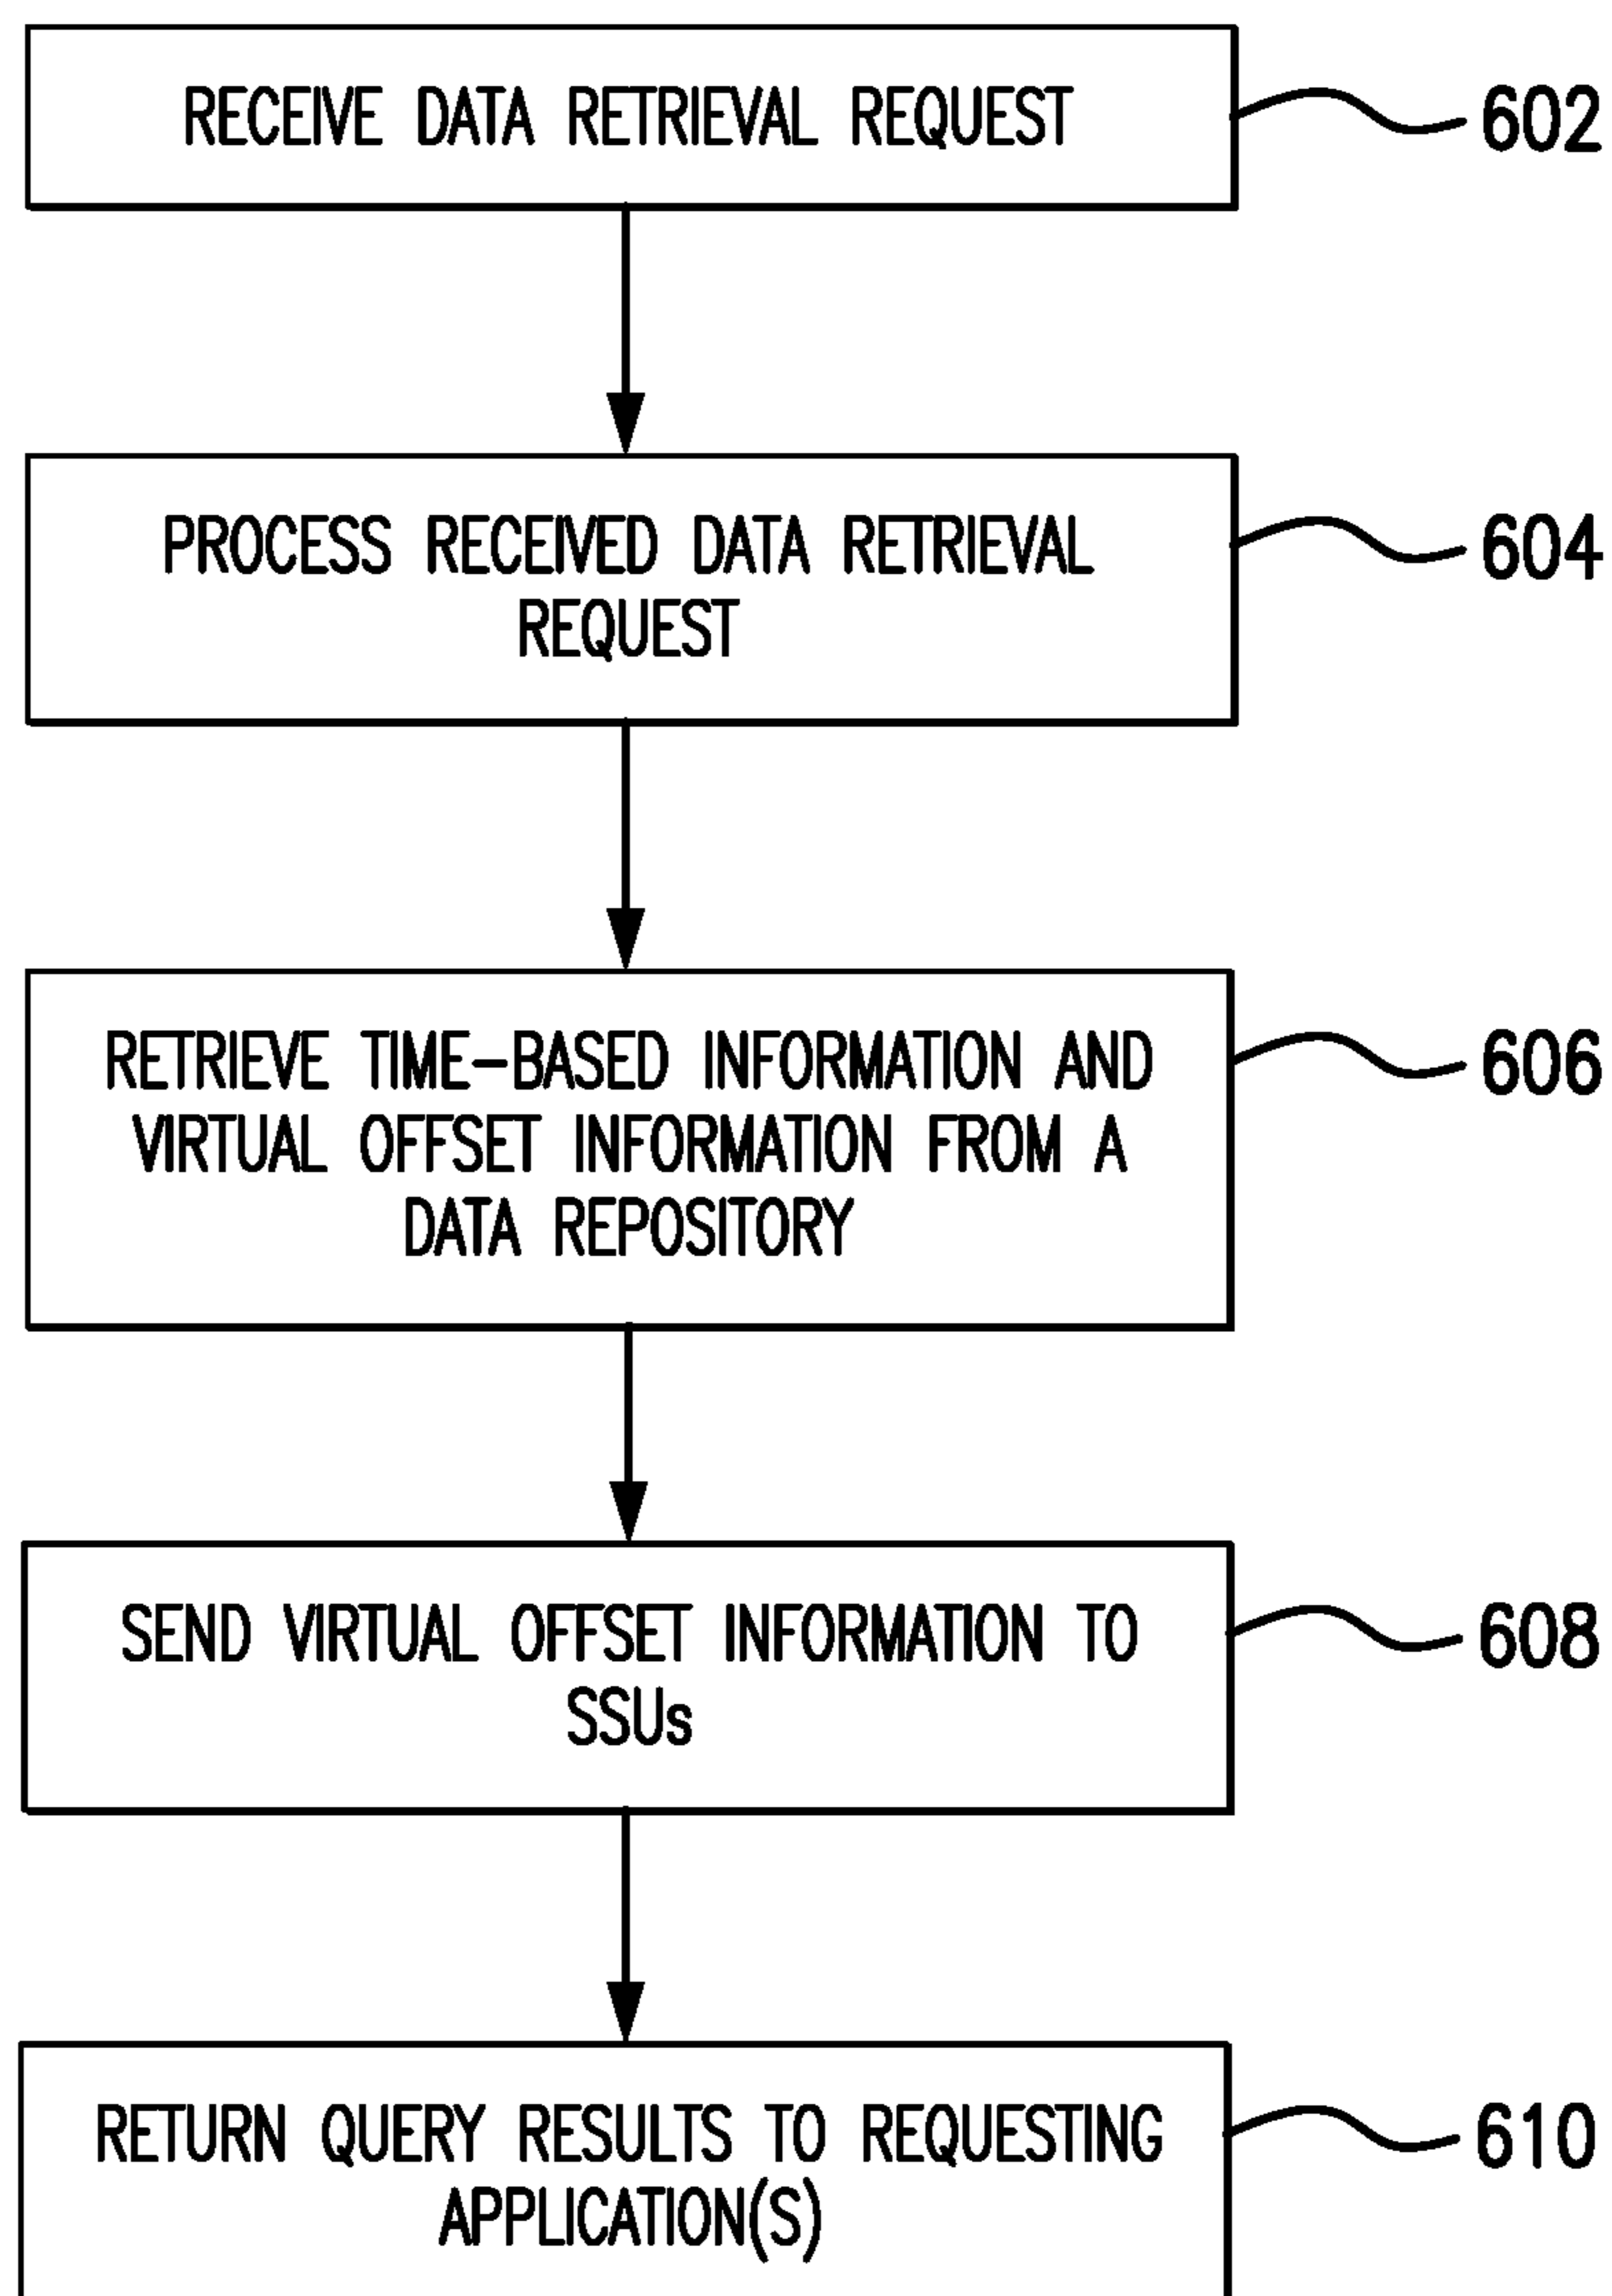 RECEIVE DATA RETRIEVAL REQUEST
602
PROCESS RECEIVED DATA RETRIEVAL
REQUEST
604
RETRIEVE TIME-BASED INFORMATION AND
VIRTUAL OFFSET INFORMATION FROM A
DATA REPOSITORY
606
SEND VIRTUAL OFFSET INFORMATION TO
SSUs
608
RETURN QUERY RESULTS TO REQUESTING
APPLICATION(S)
610